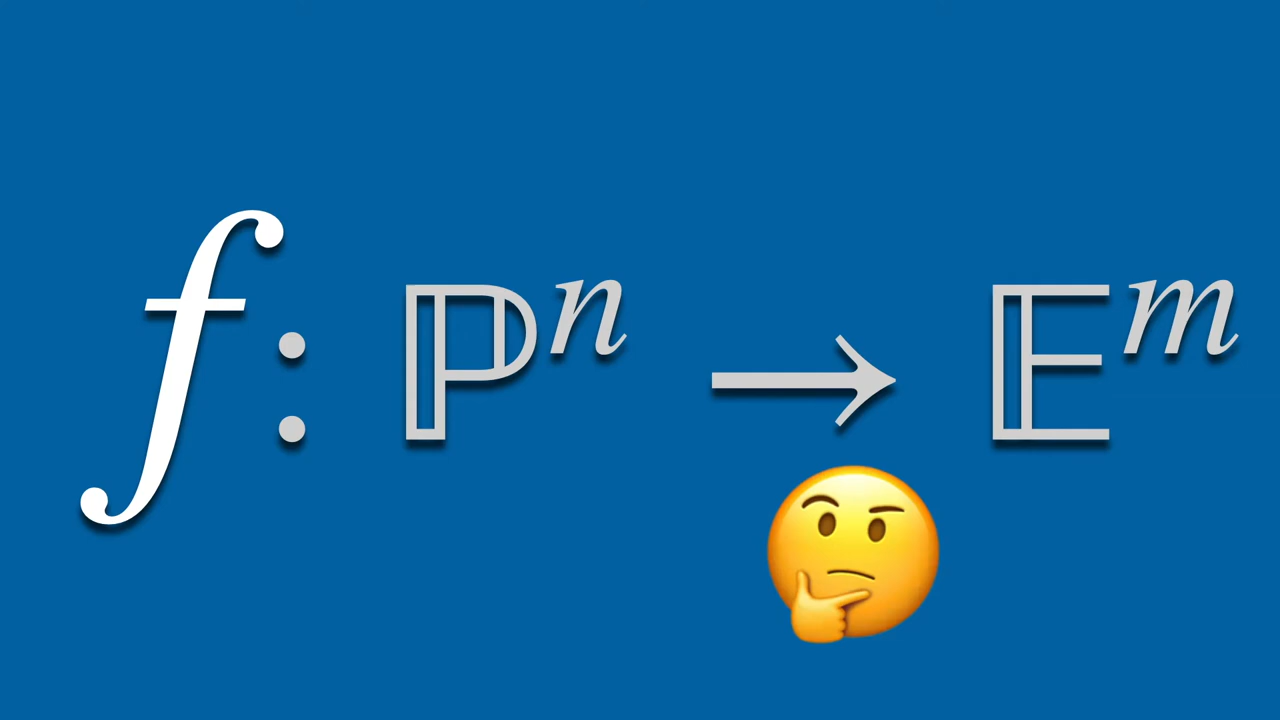 f : ℙⁿ → 𝔼ᵐ